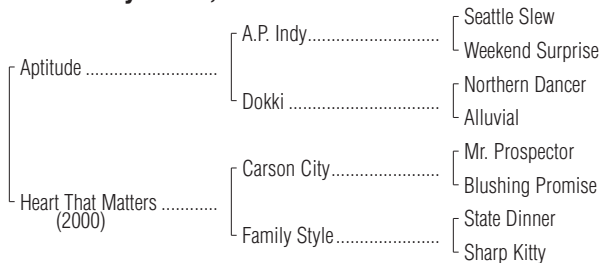 Seattle Slew
A.P. Indy..............................
Weekend Surprise
Aptitude ..............................
Northern Dancer
Dokki ..................................
Alluvial
Mr. Prospector
Carson City.........................
Blushing Promise
Heart That Matters ............
(2000)
State Dinner
Family Style........................
Sharp Kitty